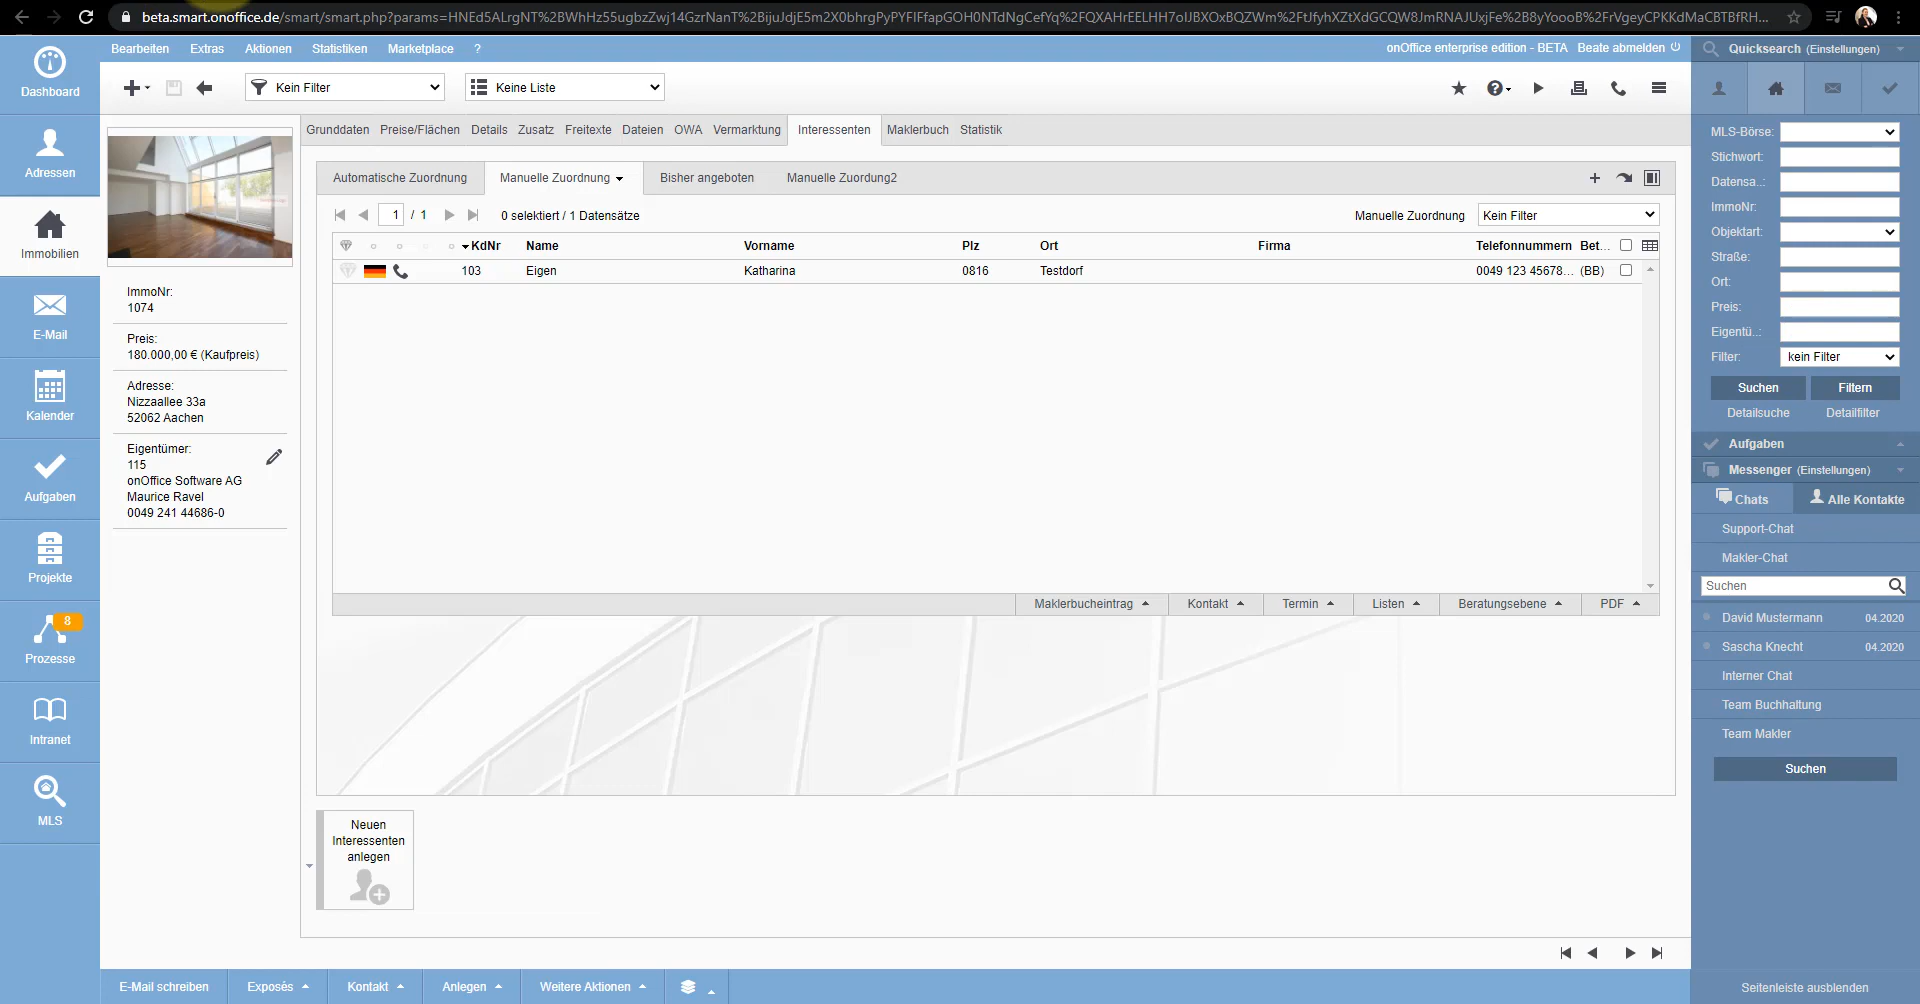 beta.smart.onoffice.de/smart/smart.php?params=HNEd5ALrgNT%2BWhHz55ugbzZwj14GzrNanT%2BijuJdjE5m2X0bhrgPyPYFIFfapGOH0NTdNgCefYq%2FQXAHrEELHH7oIJBXOxBQZWm%2FtUfyhXZtXdGCQW8JmRNAJUxjFe%2B8yYoooB%2FrVgeyCPKKdMaCBTBfRH...
Bearbeiten Extras Aktionen Statistiken Marketplace ?
onOffice enterprise edition - BETA Beate abmelden
Quicksearch (Einstellungen)
Dashboard
Kein Filter
Keine Liste
Adressen
Immobilien
E-Mail
Kalender
Aufgaben
Projekte
8
Prozesse
Intranet
MLS
ImmoNr:
1074
Preis:
180.000,00 € (Kaufpreis)
Adresse:
Nizzaallee 33a
52062 Aachen
Eigentümer:
115
onOffice Software AG
Maurice Ravel
0049 241 44686-0
Grunddaten Preise/Flächen Details Zusatz Freitexte Dateien OWA Vermarktung Interessenten Maklerbuch Statistik
Automatische Zuordnung Manuelle Zuordnung Bisher angeboten Manuelle Zuordung2
1 / 1 0 selektiert / 1 Datensätze
Manuelle Zuordnung Kein Filter
KdNr Name Vorname Plz Ort Firma Telefonnummern Bet...
103 Eigen Katharina 0816 Testdorf 0049 123 45678... (BB)
Maklerbucheintrag Kontakt Termin Listen Beratungsebene PDF
Neuen
Interessenten
anlegen
E-Mail schreiben Exposés Kontakt Anlegen Weitere Aktionen
MLS-Börse:
Stichwort:
Datensa..:
ImmoNr:
Objektart:
Straße:
Ort:
Preis:
Eigentü..:
Filter: kein Filter
Suchen Filtern
Detailsuche Detailfilter
Aufgaben
Messenger (Einstellungen)
Chats Alle Kontakte
Support-Chat
Makler-Chat
Suchen
David Mustermann 04.2020
Sascha Knecht 04.2020
Interner Chat
Team Buchhaltung
Team Makler
Suchen
Seitenleiste ausblenden